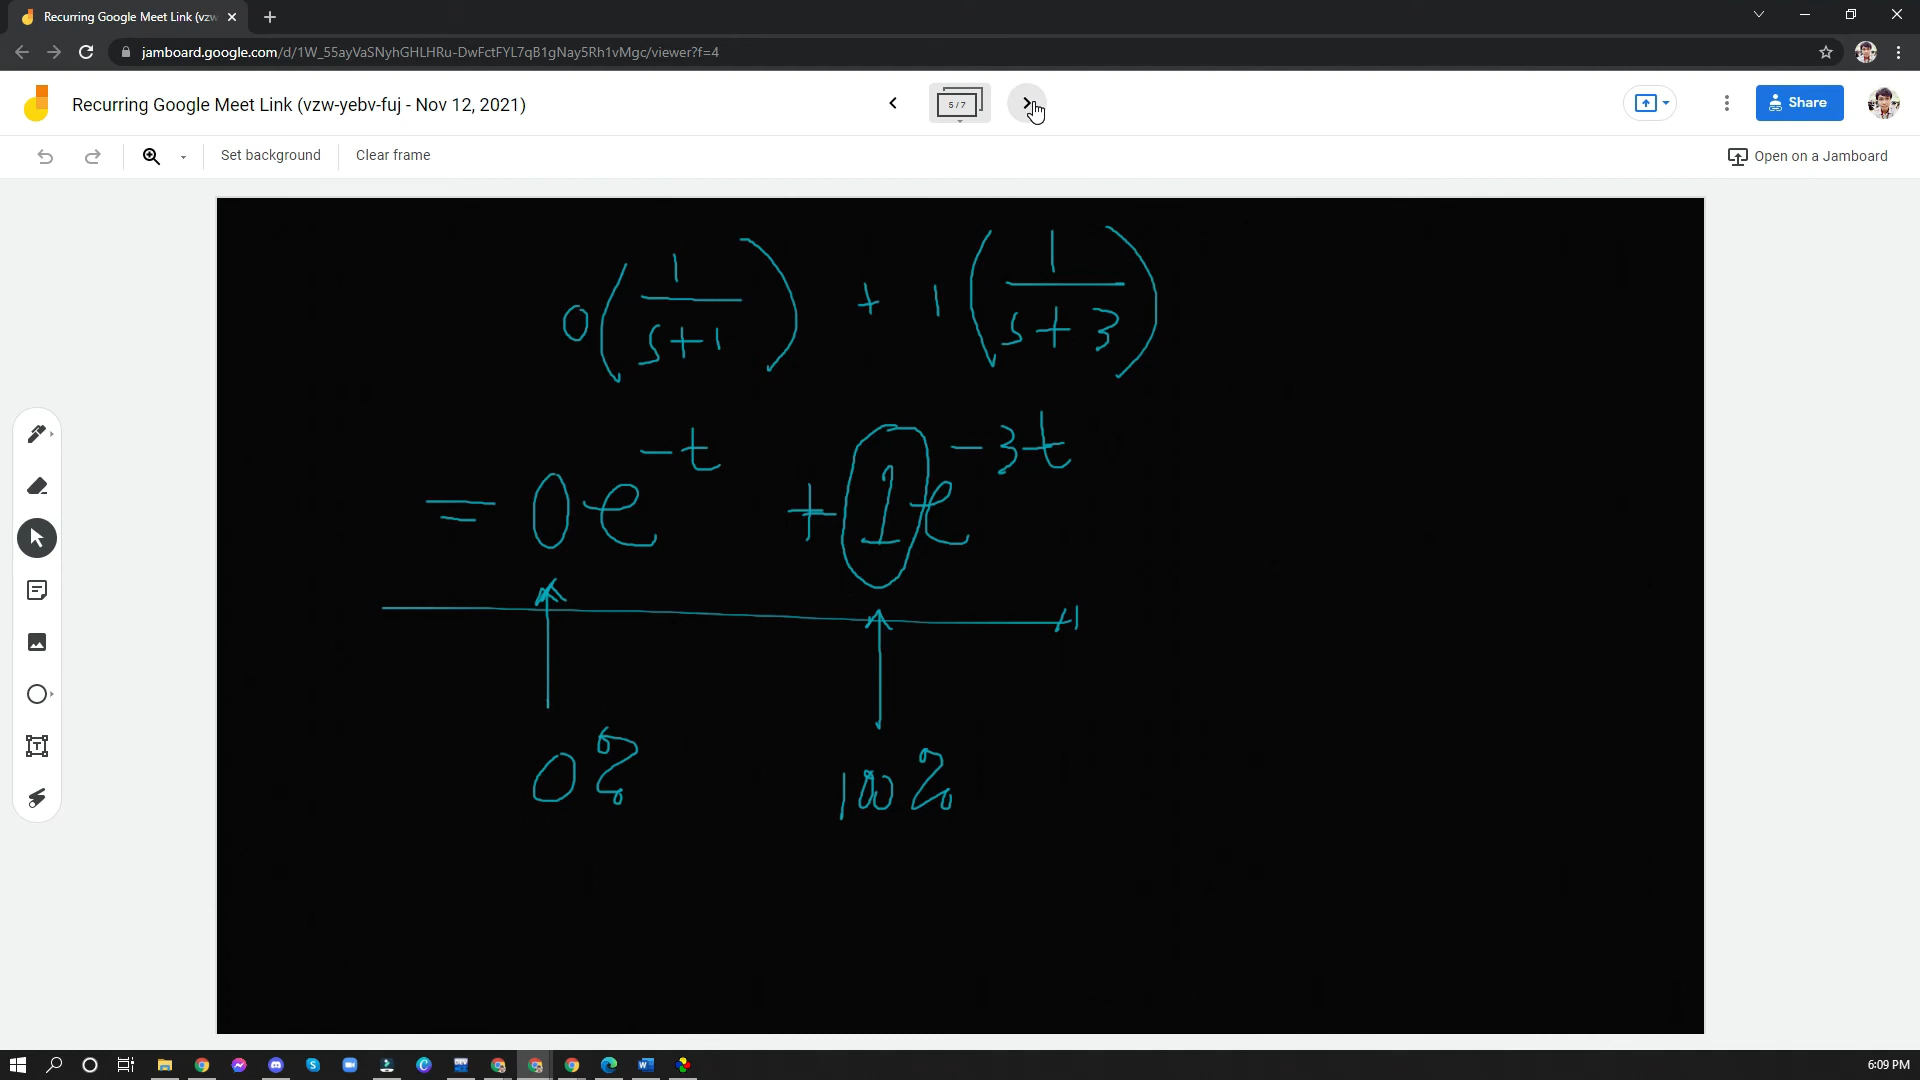 Recurring Google Meet Link (vzw
jamboard.google.com/d/1W_55ayVaSNyhGHLHRu-DwFctFYL7qB1gNay5Rh1vMgc/viewer?f=4
Recurring Google Meet Link (vzw-yebv-fuj - Nov 12, 2021)
5 / 7
Share
Set background
Clear frame
Open on a Jamboard
0(1/(s+1)) + 1(1/(s+3))
= 0e^-t + 1e^-3t
0% 100%
6:09 PM